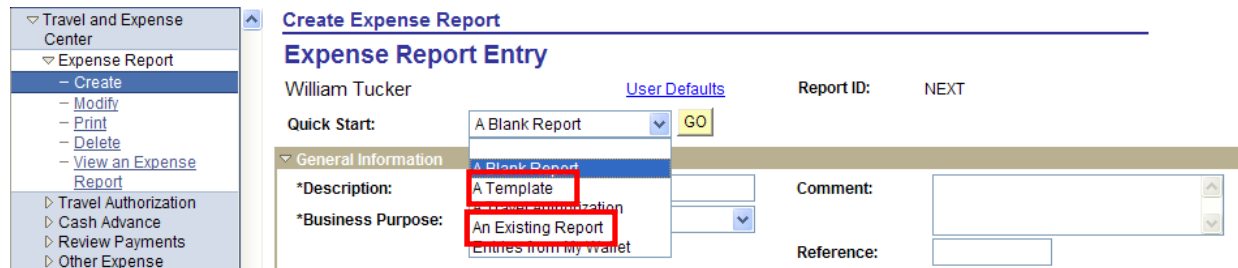 Travel and Expense
Center
Expense Report
– Create
– Modify
– Print
– Delete
– View an Expense
Report
Travel Authorization
Cash Advance
Review Payments
Other Expense
Create Expense Report
Expense Report Entry
William Tucker User Defaults Report ID: NEXT
Quick Start: A Blank Report GO
General Information
A Blank Report
*Description: A Template Comment:
A Travel Authorization
*Business Purpose: An Existing Report
Entries from My Wallet
Reference: